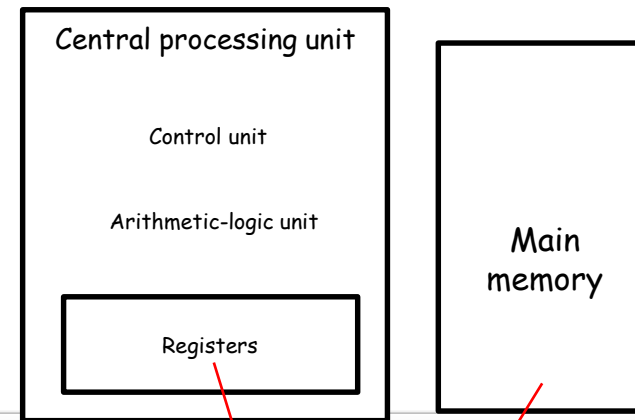 Central processing unit
Control unit
Arithmetic-logic unit
Registers
Main
memory